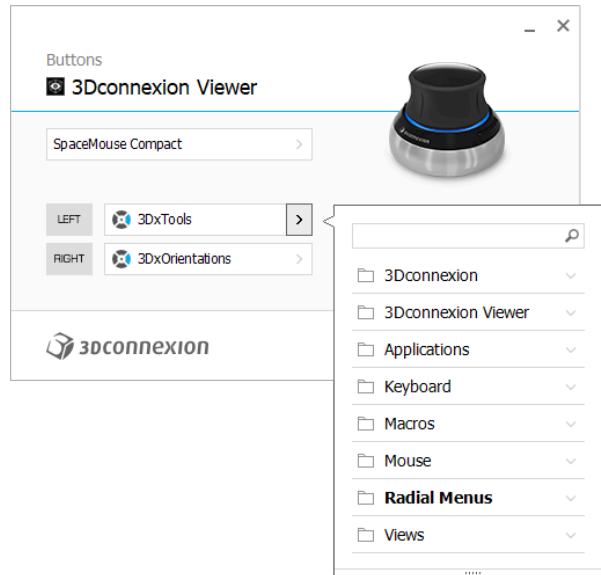 Buttons
3Dconnexion Viewer
SpaceMouse Compact
3Dconnexion
LEFT
3DxTools
RIGHT
3DxOrientations
3Dconnexion
3Dconnexion
3Dconnexion Viewer
Applications
Keyboard
Macros
Mouse
Radial Menus
Views